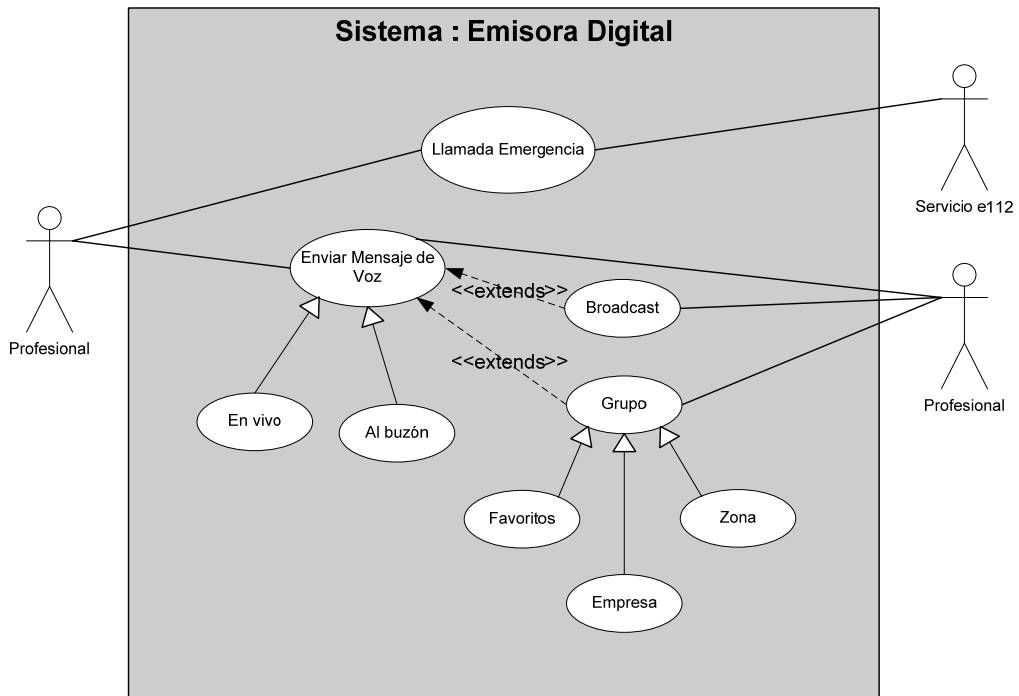 Sistema : Emisora Digital
Llamada Emergencia
Servicio e112
Enviar Mensaje de
Voz
<<extends>>
Broadcast
Profesional
<<extends>>
Grupo
Profesional
En vivo
Al buzón
Favoritos
Zona
Empresa